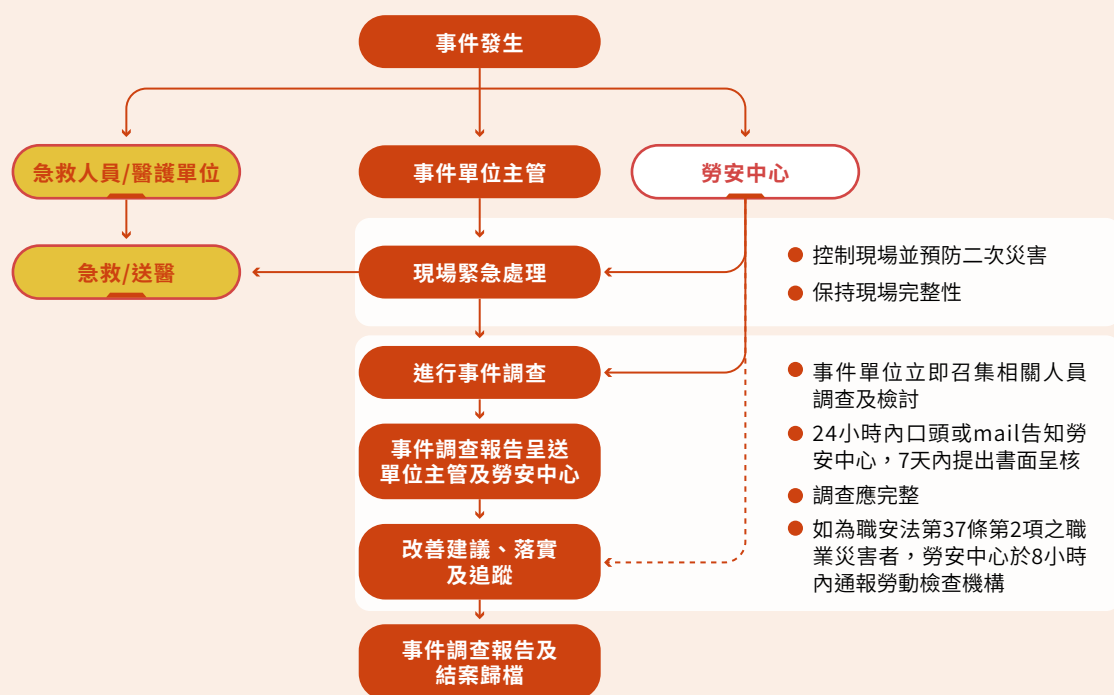 事件發生
急救人員/醫護單位
事件單位主管
勞安中心
急救/送醫
現場緊急處理
控制現場並預防二次災害
保持現場完整性
進行事件調查
事件單位立即召集相關人員
調查及檢討
24小時內口頭或mail告知勞
安中心，7天內提出書面呈核
調查應完整
如為職安法第37條第2項之職
業災害者，勞安中心於8小時
內通報勞動檢查機構
事件調查報告呈送
單位主管及勞安中心
改善建議、落實
及追蹤
事件調查報告及
結案歸檔